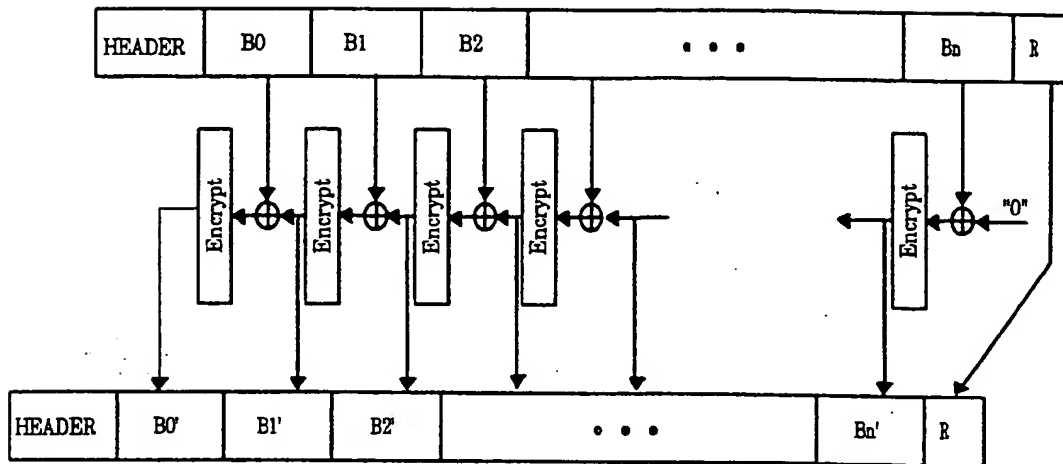 HEADER B0 B1 B2 • • • Bn R
Encrypt Encrypt Encrypt Encrypt Encrypt "0"
HEADER B0' B1' B2' • • • Bn' R